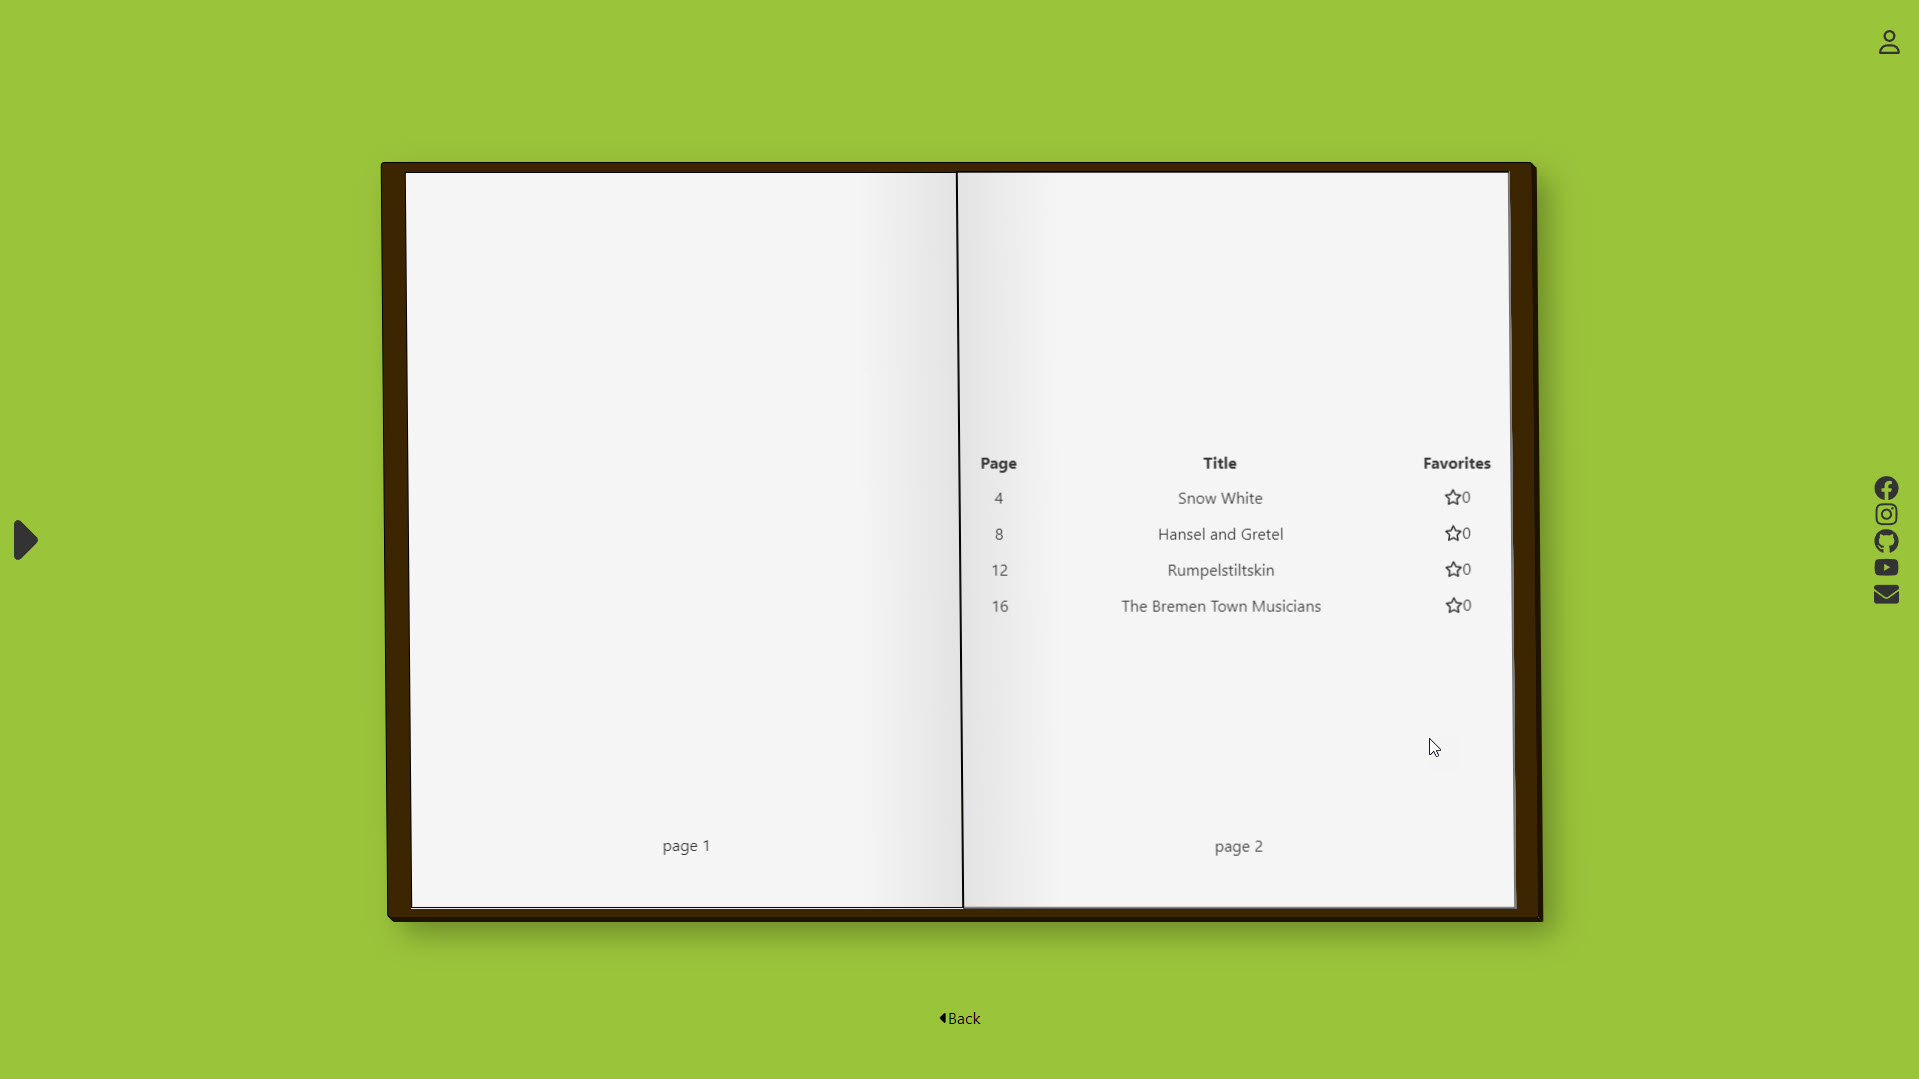 Page Title Favorites
4 Snow White 0
8 Hansel and Gretel 0
12 Rumpelstiltskin 0
16 The Bremen Town Musicians 0
page 1
page 2
Back